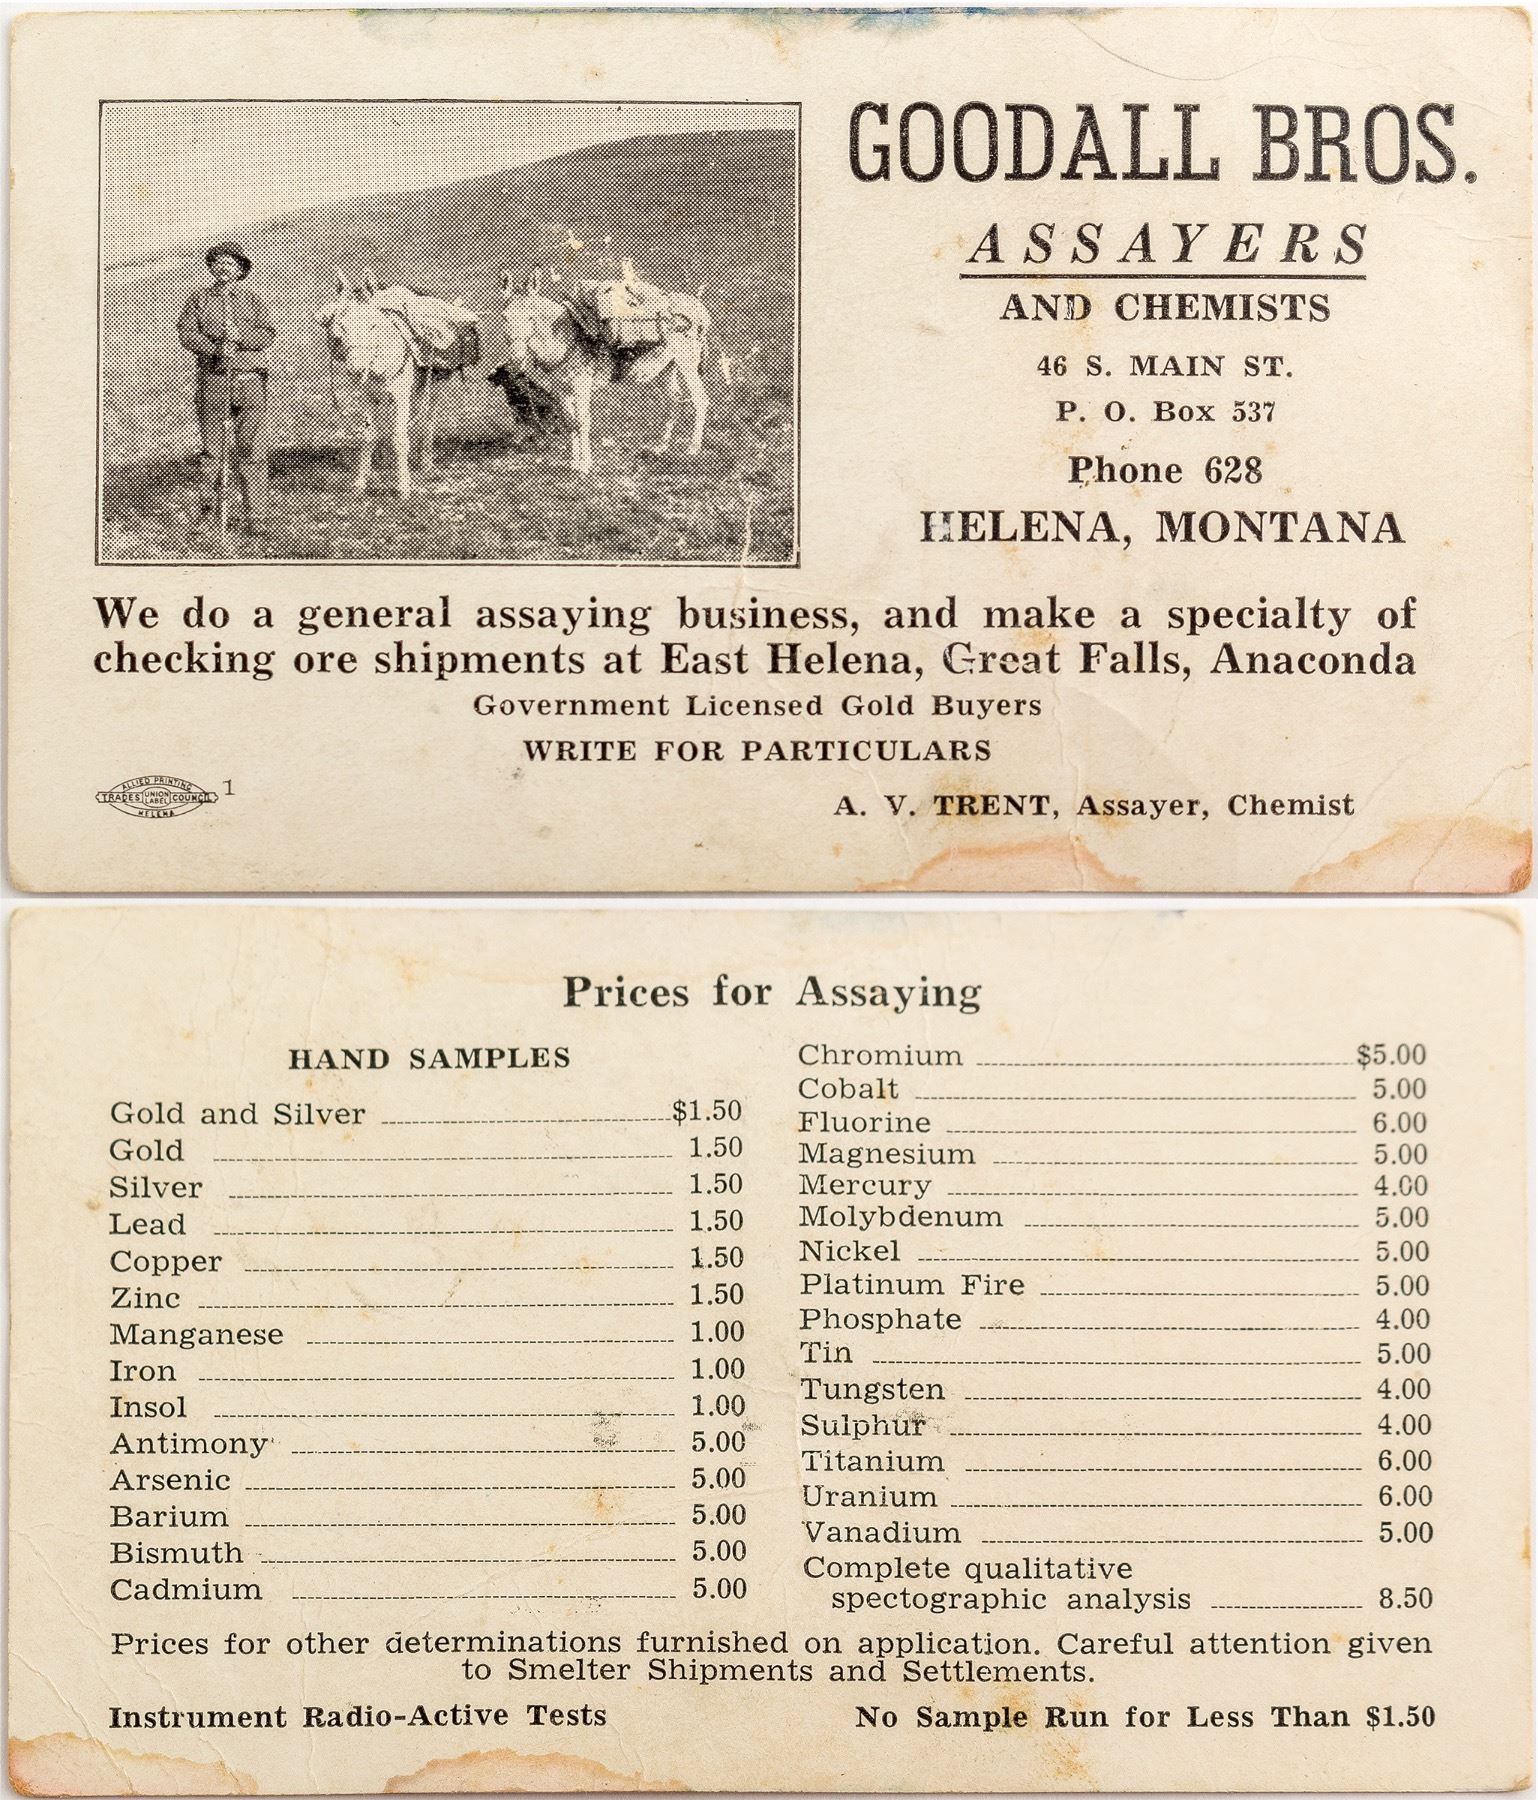 GOODALL BROS.
ASSAYERS
AND CHEMISTS
46 S. MAIN ST.
P. O. Box 537
Phone 628
HELENA, MONTANA
We do a general assaying business, and make a specialty of
checking ore shipments at East Helena, Great Falls, Anaconda
Government Licensed Gold Buyers
WRITE FOR PARTICULARS
ALLIED PRINTING
TRADES UNION LABEL COUNCIL
HELENA
1
A. V. TRENT, Assayer, Chemist
Prices for Assaying
HAND SAMPLES
Gold and Silver $1.50
Gold 1.50
Silver 1.50
Lead 1.50
Copper 1.50
Zinc 1.50
Manganese 1.00
Iron 1.00
Insol 1.00
Antimony 5.00
Arsenic 5.00
Barium 5.00
Bismuth 5.00
Cadmium 5.00
Chromium $5.00
Cobalt 5.00
Fluorine 6.00
Magnesium 5.00
Mercury 4.00
Molybdenum 5.00
Nickel 5.00
Platinum Fire 5.00
Phosphate 4.00
Tin 5.00
Tungsten 4.00
Sulphur 4.00
Titanium 6.00
Uranium 6.00
Vanadium 5.00
Complete qualitative
spectographic analysis 8.50
Prices for other determinations furnished on application. Careful attention given
to Smelter Shipments and Settlements.
Instrument Radio-Active Tests
No Sample Run for Less Than $1.50